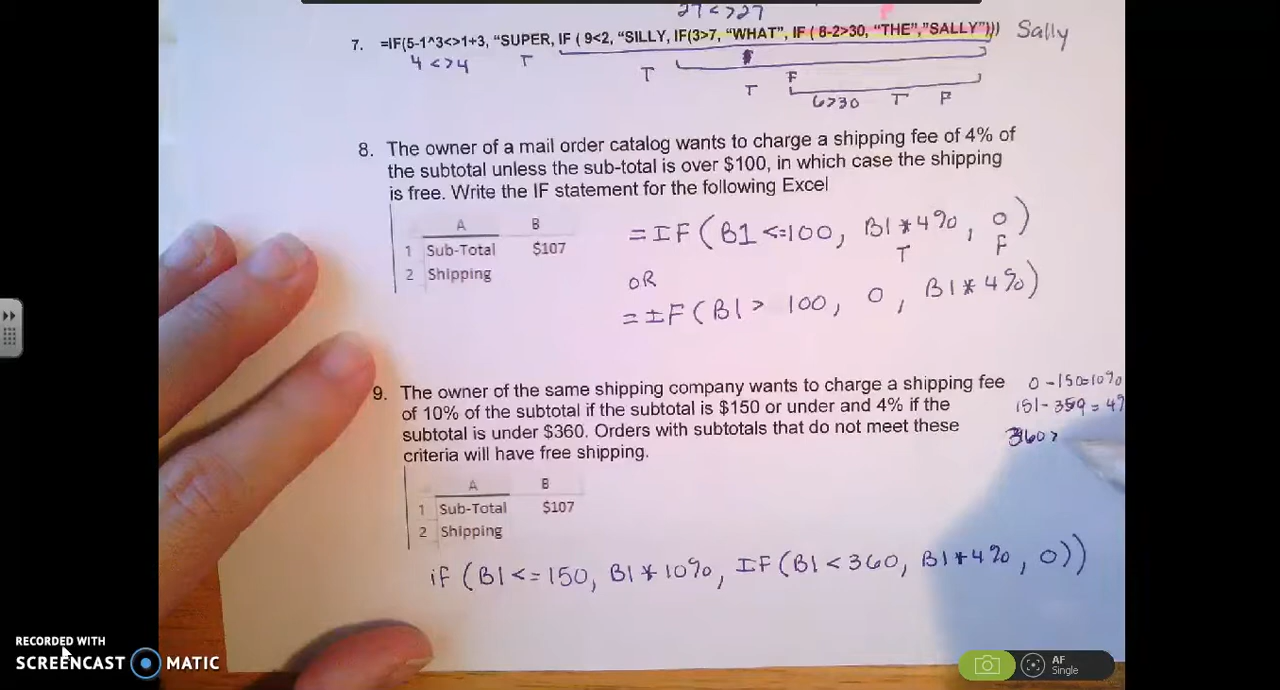 27 <> 27
F
7. =IF(5-1^3<>1+3, “SUPER, IF ( 9<2, “SILLY, IF(3>7, “WHAT”, IF ( 8-2>30, “THE”,”SALLY”))) Sally
4 <> 4 T
T
T F
6>30 T F
8. The owner of a mail order catalog wants to charge a shipping fee of 4% of
the subtotal unless the sub-total is over $100, in which case the shipping
is free. Write the IF statement for the following Excel
A B
1 Sub-Total $107
2 Shipping
=IF(B1 <=100, B1*4%, 0)
T F
OR
=IF(B1 > 100, 0, B1*4%)
9. The owner of the same shipping company wants to charge a shipping fee
of 10% of the subtotal if the subtotal is $150 or under and 4% if the
subtotal is under $360. Orders with subtotals that do not meet these
criteria will have free shipping.
0 - 150=10%
151 - 359 = 4%
360>
A B
1 Sub-Total $107
2 Shipping
if (B1 <= 150, B1 * 10%, IF (B1 < 360, B1*4%, 0))
RECORDED WITH
SCREENCAST MATIC
AF
Single